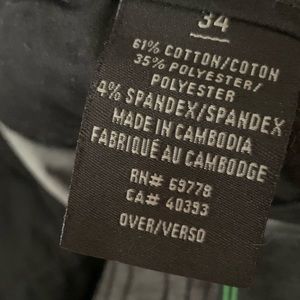 34
61% COTTON/COTON
35% POLYESTER/
POLYESTER
4% SPANDEX/SPANDEX
MADE IN CAMBODIA
FABRIQUÉ AU CAMBODGE
RN# 69778
CA# 40393
OVER/VERSO